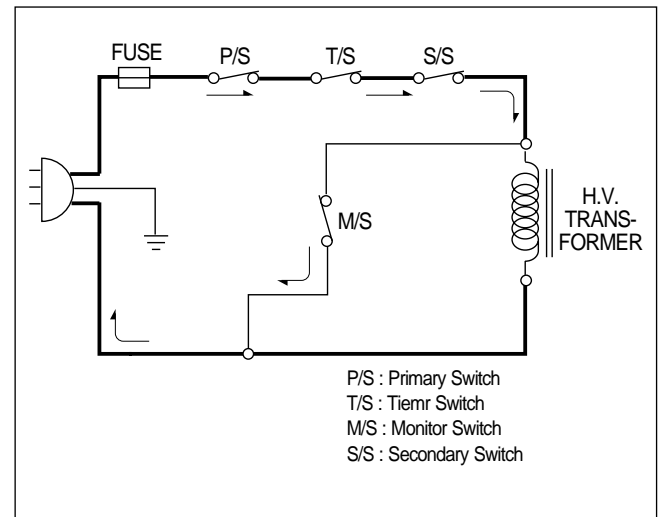 FUSE P/S T/S S/S
M/S
H.V.
TRANS-
FORMER
P/S : Primary Switch
T/S : Tiemr Switch
M/S : Monitor Switch
S/S : Secondary Switch